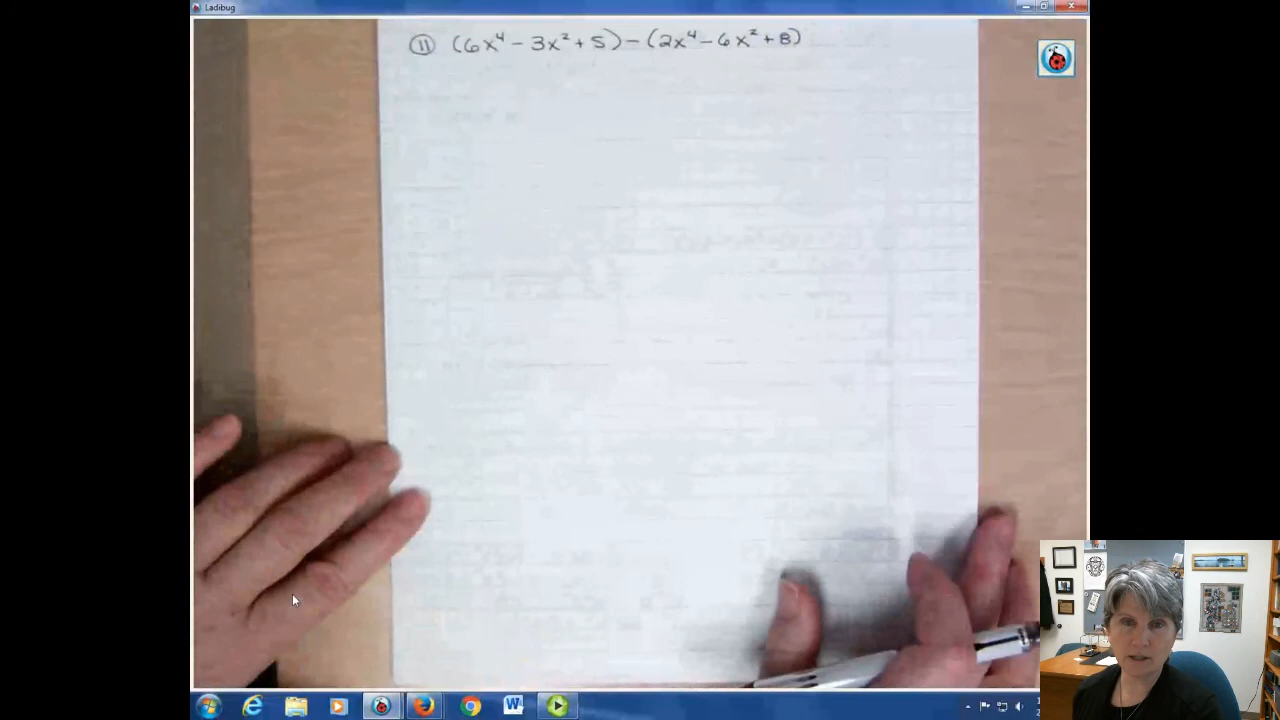 Ladibug
⑪ (6x⁴ - 3x² + 5) - (2x⁴ - 6x² + 8)